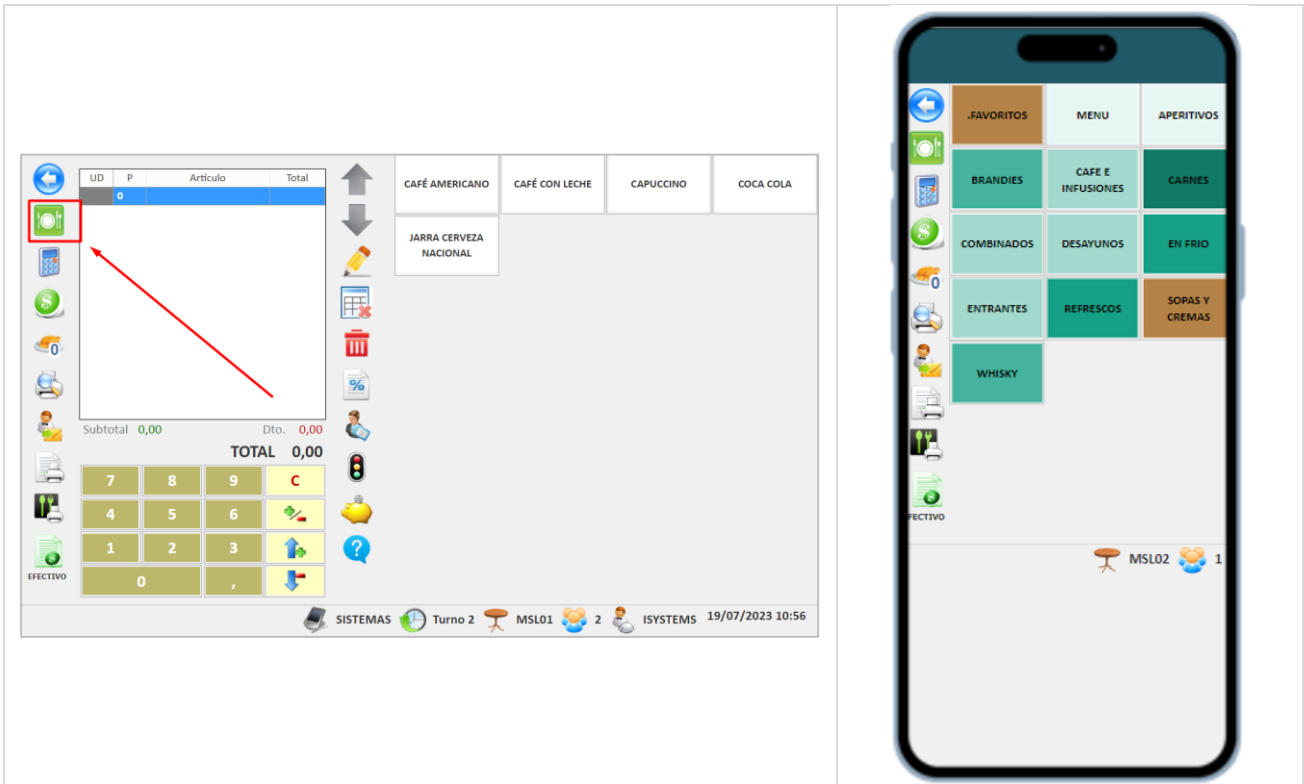 UD P Artículo Total
0
0
Subtotal 0,00 Dto. 0,00
TOTAL 0,00
7 8 9 C
4 5 6
1 2 3
0 ,
EFECTIVO
%
?
CAFÉ AMERICANO CAFÉ CON LECHE CAPUCCINO COCA COLA
JARRA CERVEZA
NACIONAL
SISTEMAS Turno 2 MSL01 2 ISYSTEMS 19/07/2023 10:56
.FAVORITOS MENU APERITIVOS
BRANDIES CAFE E
INFUSIONES CARNES
COMBINADOS DESAYUNOS EN FRIO
0
ENTRANTES REFRESCOS SOPAS Y
CREMAS
WHISKY
FECTIVO
MSL02 1